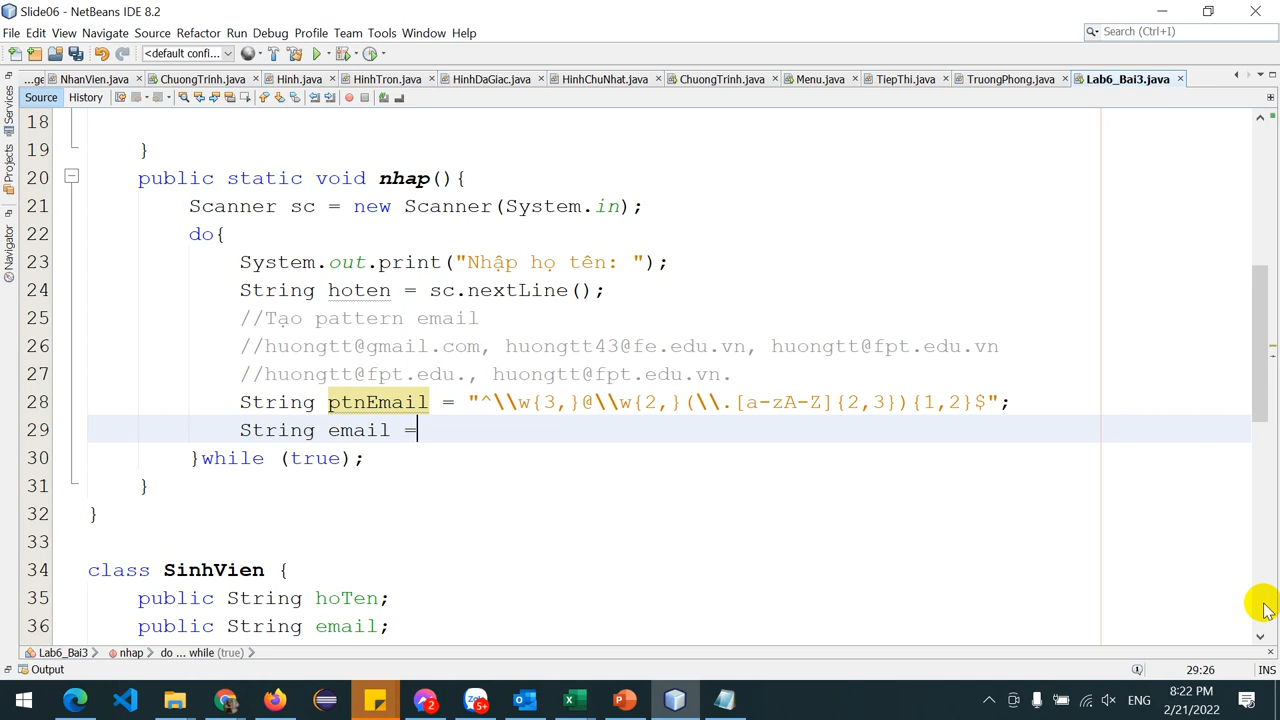 Slide06 - NetBeans IDE 8.2
File Edit View Navigate Source Refactor Run Debug Profile Team Tools Window Help
Search (Ctrl+I)
<default confi...
...ge NhanVien.java ChuongTrinh.java Hinh.java HinhTron.java HinhDaGiac.java HinhChuNhat.java ChuongTrinh.java Menu.java TiepThi.java TruongPhong.java Lab6_Bai3.java
Source History
Services
Projects
Navigator
18
19 }
20 public static void nhap(){
21 Scanner sc = new Scanner(System.in);
22 do{
23 System.out.print("Nhập họ tên: ");
24 String hoten = sc.nextLine();
25 //Tạo pattern email
26 //huongtt@gmail.com, huongtt43@fe.edu.vn, huongtt@fpt.edu.vn
27 //huongtt@fpt.edu., huongtt@fpt.edu.vn.
28 String ptnEmail = "^\\w{3,}@\\w{2,}(\\.[a-zA-Z]{2,3}){1,2}$";
29 String email =
30 }while (true);
31 }
32 }
33
34 class SinhVien {
35 public String hoTen;
36 public String email;
Lab6_Bai3 nhap do ... while (true)
Output
29:26 INS
2
5+
ENG
8:22 PM
2/21/2022